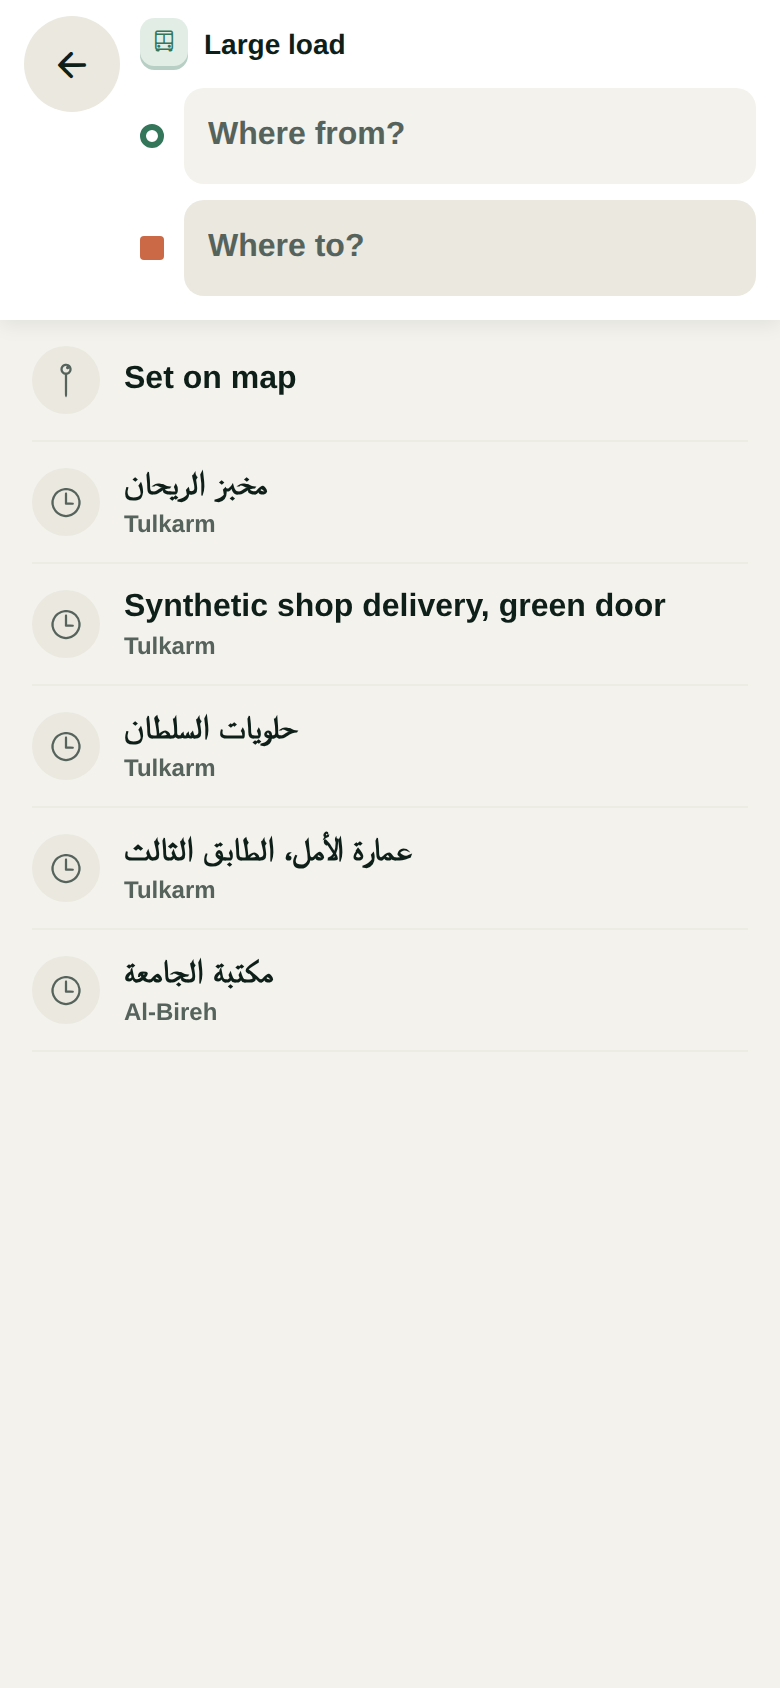 Large load
Where from?
Where to?
Set on map
مخبز الريحان
Tulkarm
Synthetic shop delivery, green door
Tulkarm
حلويات السلطان
Tulkarm
عمارة الأمل، الطابق الثالث
Tulkarm
مكتبة الجامعة
Al-Bireh